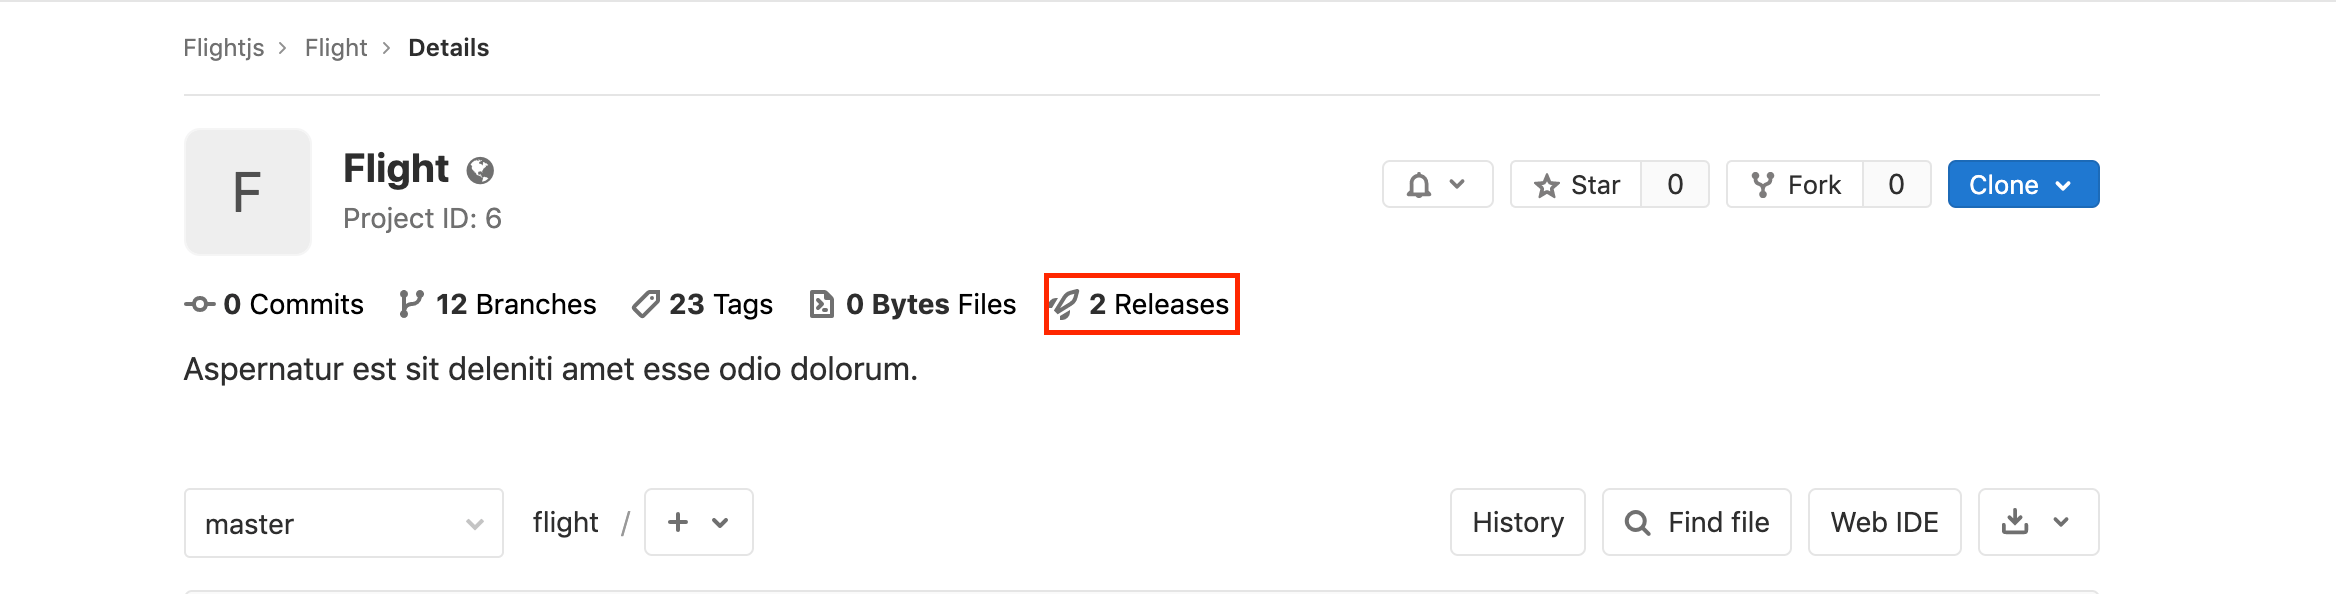 Flightjs > Flight > Details
F
Flight
Project ID: 6
Star 0
Fork 0
Clone
0 Commits 12 Branches 23 Tags 0 Bytes Files 2 Releases
Aspernatur est sit deleniti amet esse odio dolorum.
master flight / +
History Find file Web IDE